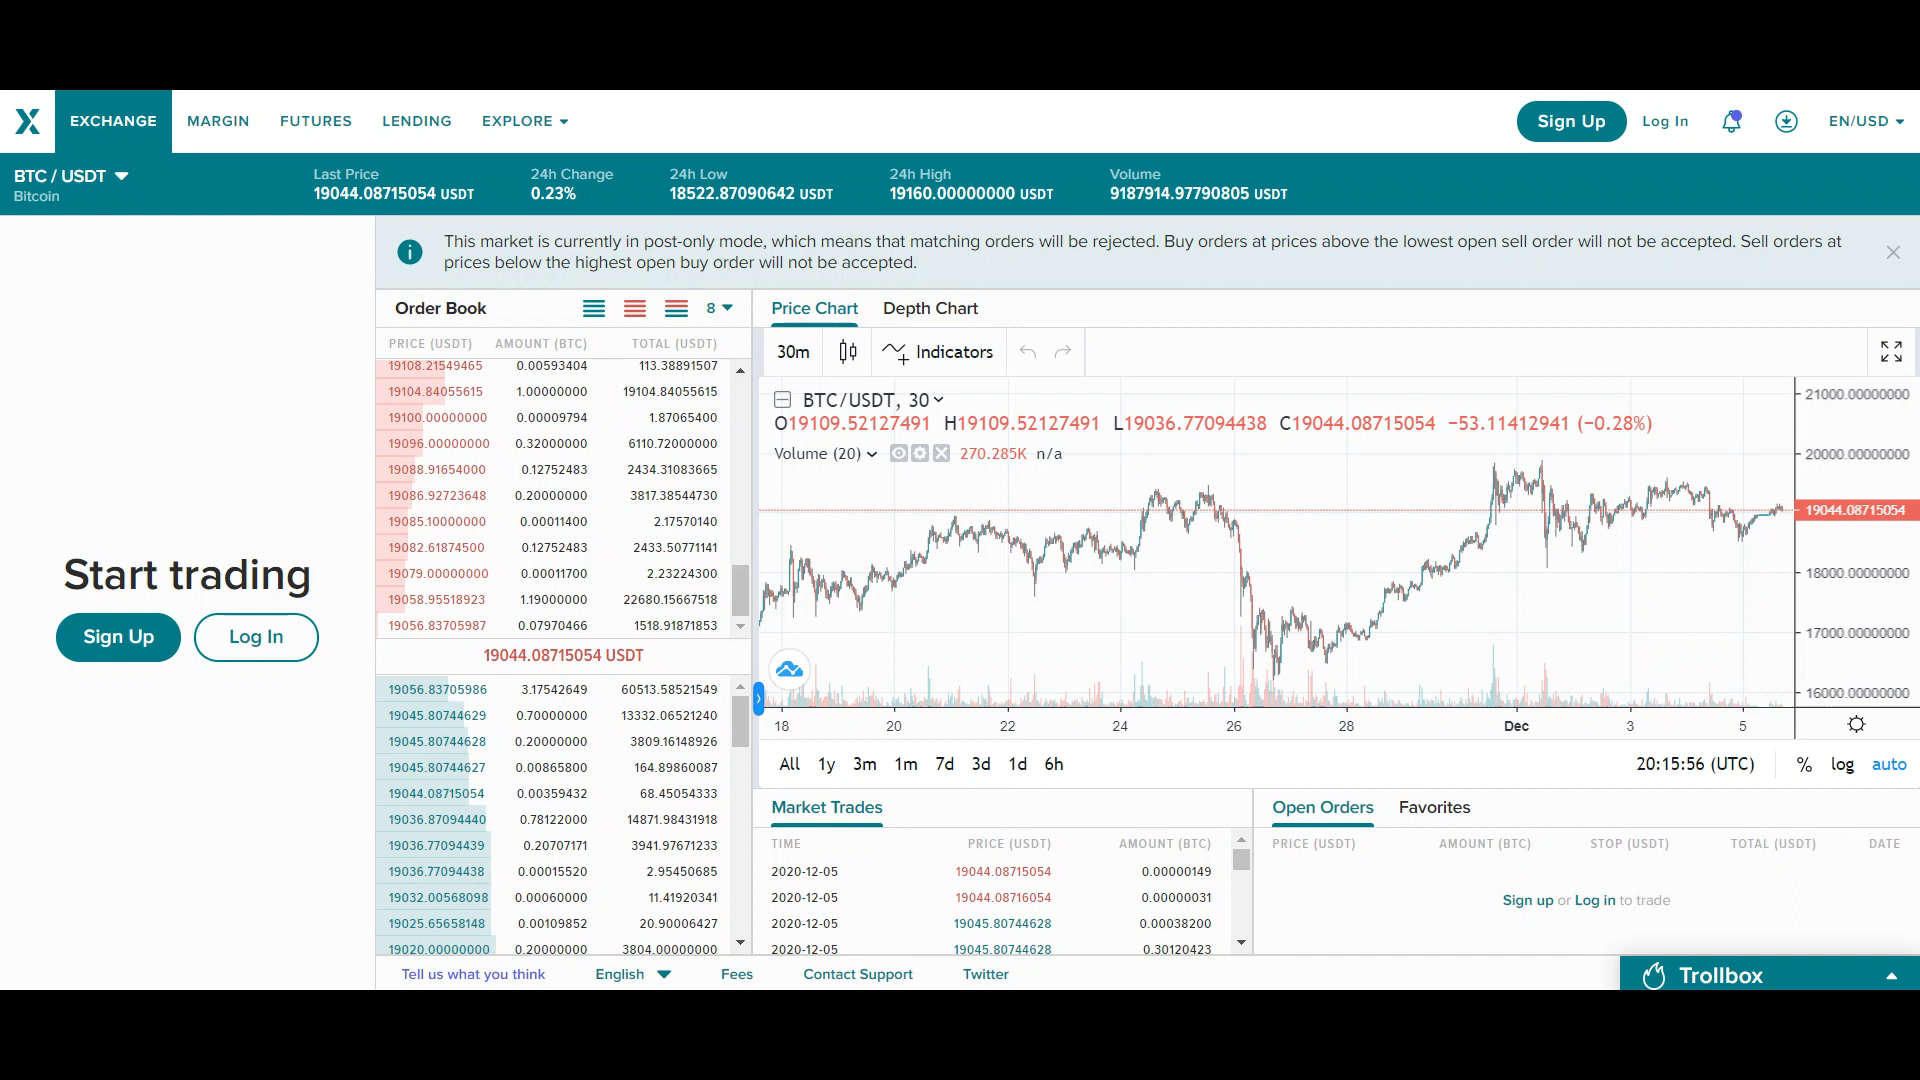 EXCHANGE MARGIN FUTURES LENDING EXPLORE Sign Up Log In EN/USD
BTC / USDT
Bitcoin
Last Price
19044.08715054 USDT
24h Change
0.23%
24h Low
18522.87090642 USDT
24h High
19160.00000000 USDT
Volume
9187914.97790805 USDT
This market is currently in post-only mode, which means that matching orders will be rejected. Buy orders at prices above the lowest open sell order will not be accepted. Sell orders at
prices below the highest open buy order will not be accepted.
Start trading
Sign Up Log In
Order Book 8
PRICE (USDT) AMOUNT (BTC) TOTAL (USDT)
19108.21549465 0.00593404 113.38891507
19104.84055615 1.00000000 19104.84055615
19100.00000000 0.00009794 1.87065400
19096.00000000 0.32000000 6110.72000000
19088.91654000 0.12752483 2434.31083665
19086.92723648 0.20000000 3817.38544730
19085.10000000 0.00011400 2.17570140
19082.61874500 0.12752483 2433.50771141
19079.00000000 0.00011700 2.23224300
19058.95518923 1.19000000 22680.15667518
19056.83705987 0.07970466 1518.91871853
19044.08715054 USDT
19056.83705986 3.17542649 60513.58521549
19045.80744629 0.70000000 13332.06521240
19045.80744628 0.20000000 3809.16148926
19045.80744627 0.00865800 164.89860087
19044.08715054 0.00359432 68.45054333
19036.87094440 0.78122000 14871.98431918
19036.77094439 0.20707171 3941.97671233
19036.77094438 0.00015520 2.95450685
19032.00568098 0.00060000 11.41920341
19025.65658148 0.00109852 20.90006427
19020.00000000 0.20000000 3804.00000000
Price Chart Depth Chart
30m Indicators
BTC/USDT, 30
O19109.52127491 H19109.52127491 L19036.77094438 C19044.08715054 −53.11412941 (−0.28%)
Volume (20) 270.285K n/a
21000.00000000
20000.00000000
19044.08715054
18000.00000000
17000.00000000
16000.00000000
18 20 22 24 26 28 Dec 3 5
All 1y 3m 1m 7d 3d 1d 6h 20:15:56 (UTC) % log auto
Market Trades
TIME PRICE (USDT) AMOUNT (BTC)
2020-12-05 19044.08715054 0.00000149
2020-12-05 19044.08716054 0.00000031
2020-12-05 19045.80744628 0.00038200
2020-12-05 19045.80744628 0.30120423
Open Orders Favorites
PRICE (USDT) AMOUNT (BTC) STOP (USDT) TOTAL (USDT) DATE
Sign up or Log in to trade
Tell us what you think English Fees Contact Support Twitter
Trollbox